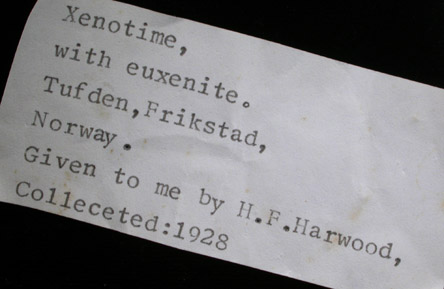 Xenotime,
with euxenite.
Tufden,Frikstad,
Norway.
Given to me by H.F.Harwood,
Colleceted:1928